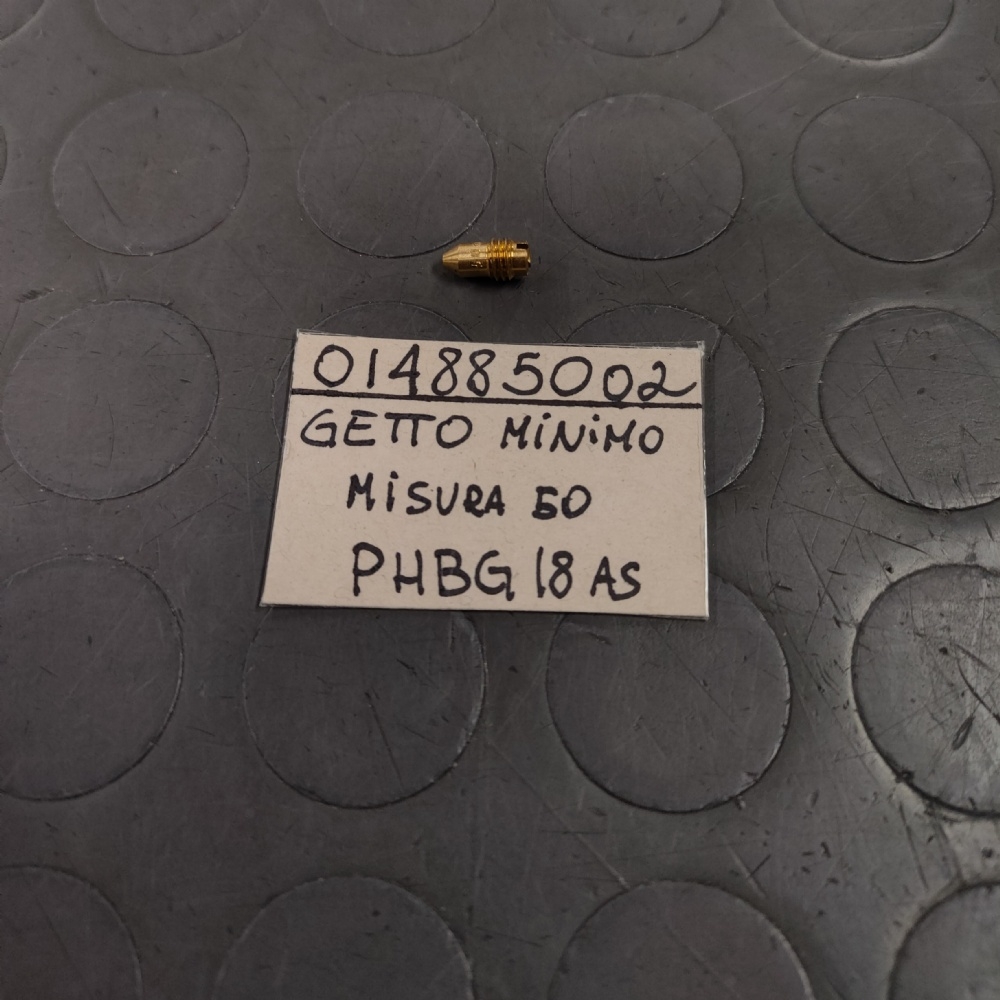 014885002
GETTO MINIMO
MISURA 50
PHBG 18 AS